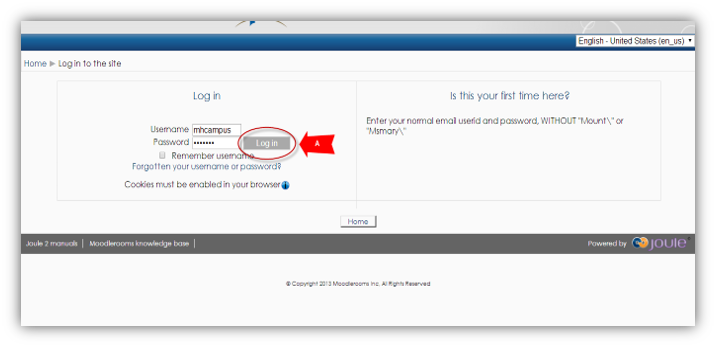 English - United States (en_us)
Home ► Log in to the site
Log in
Username mhcampus
Password •••••••
Log in
A
Remember username
Forgotten your username or password?
Cookies must be enabled in your browser
Is this your first time here?
Enter your normal email userid and password, WITHOUT "Mount\" or
"Msmary\"
Home
Joule 2 manuals | Moodlerooms knowledge base |
Powered by joule
© Copyright 2013 Moodlerooms Inc, All Rights Reserved